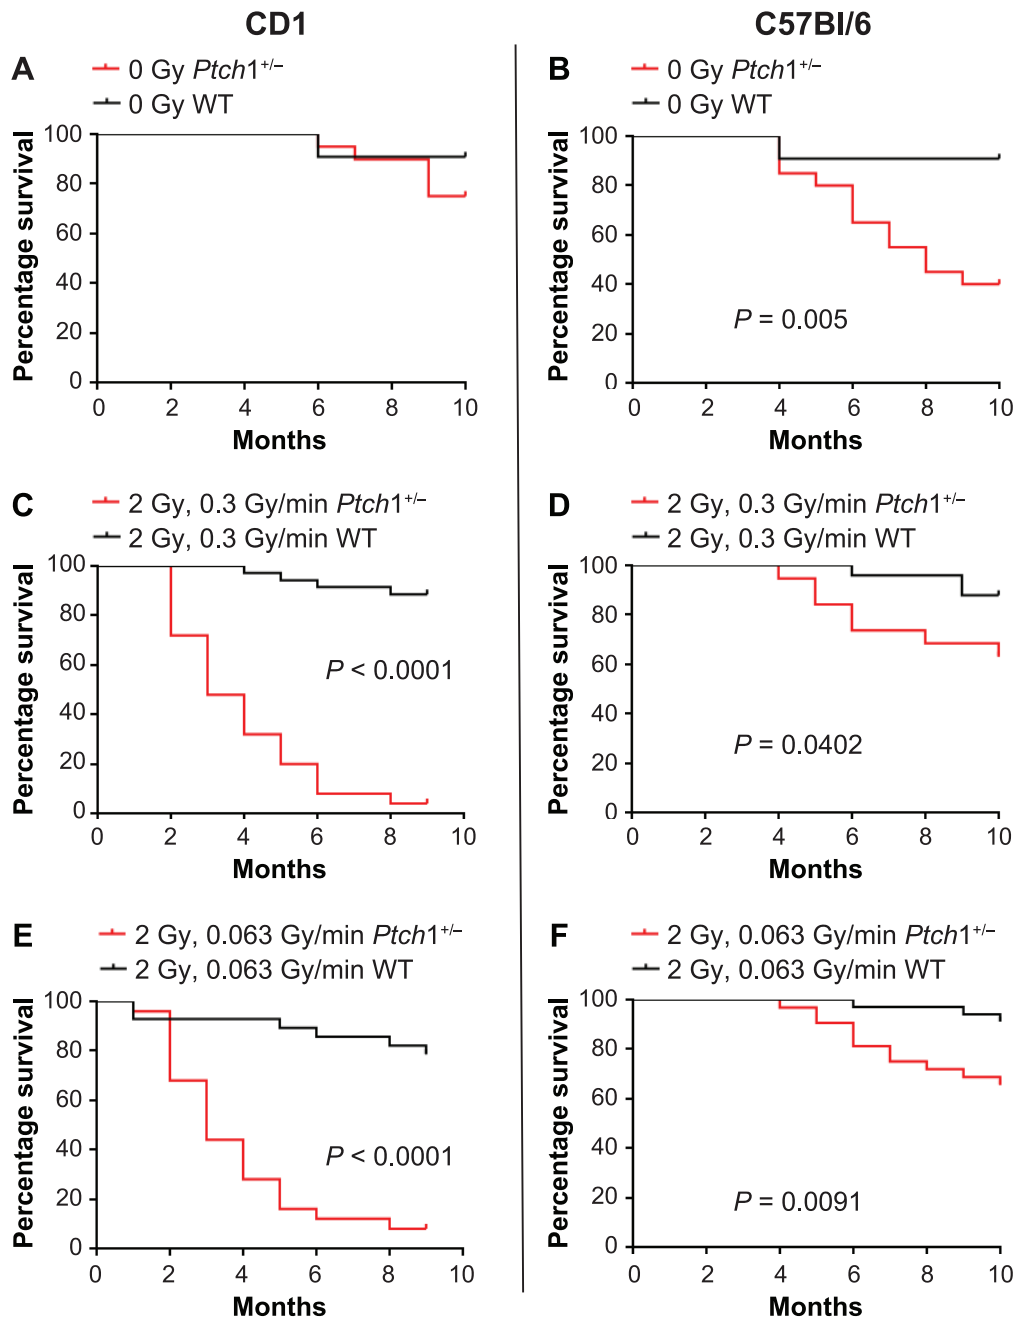 CD1
C57Bl/6
A
0 Gy Ptch1+/–
0 Gy WT
Percentage survival
100
80
60
40
20
0
0 2 4 6 8 10
Months
B
0 Gy Ptch1+/–
0 Gy WT
Percentage survival
100
80
60
40
20
0
P = 0.005
0 2 4 6 8 10
Months
C
2 Gy, 0.3 Gy/min Ptch1+/–
2 Gy, 0.3 Gy/min WT
Percentage survival
100
80
60
40
20
0
P < 0.0001
0 2 4 6 8 10
Months
D
2 Gy, 0.3 Gy/min Ptch1+/–
2 Gy, 0.3 Gy/min WT
Percentage survival
100
80
60
40
20
0
P = 0.0402
0 2 4 6 8 10
Months
E
2 Gy, 0.063 Gy/min Ptch1+/–
2 Gy, 0.063 Gy/min WT
Percentage survival
100
80
60
40
20
0
P < 0.0001
0 2 4 6 8 10
Months
F
2 Gy, 0.063 Gy/min Ptch1+/–
2 Gy, 0.063 Gy/min WT
Percentage survival
100
80
60
40
20
0
P = 0.0091
0 2 4 6 8 10
Months